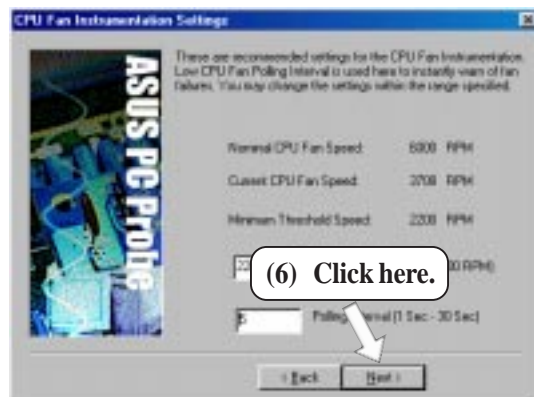 CPU Fan Instrumentation Settings
ASUS PC Probe
These are recommended settings for the CPU Fan Instrumentation.
Low CPU Fan Polling Interval is used here to instantly warn of fan
failures. You may change the settings within the range specified.
Nominal CPU Fan Speed: 6000 RPM
Current CPU Fan Speed: RPM
Minimum Threshold Speed: 2200 RPM
RPM)
(6) Click here.
5 Polling (1 Sec - 30 Sec)
< Back Next >